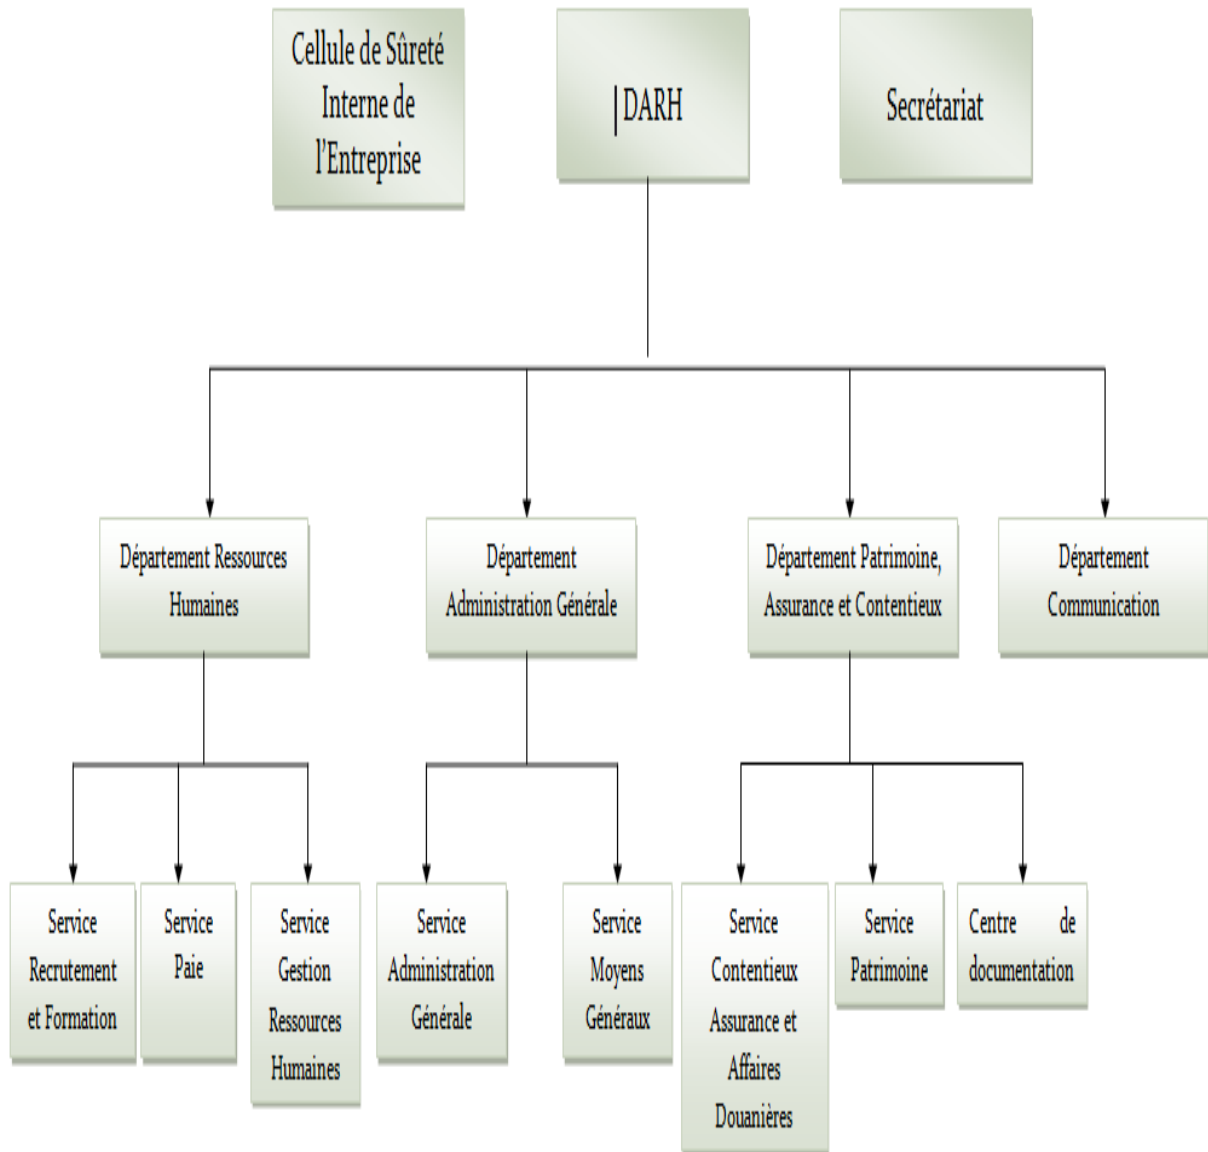 Cellule de Sûreté
Interne de
l'Entreprise
| DARH
Secrétariat
Département Ressources
Humaines
Département
Administration Générale
Département Patrimoine,
Assurance et Contentieux
Département
Communication
Service
Recrutement
et Formation
Service
Paie
Service
Gestion
Ressources
Humaines
Service
Administration
Générale
Service
Moyens
Généraux
Service
Contentieux
Assurance et
Affaires
Douanières
Service
Patrimoine
Centre de
documentation